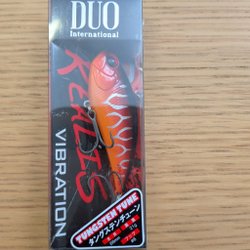 DUO
International
REALIS
VIBRATION
TUNGSTEN TUNE
タングステンチューン